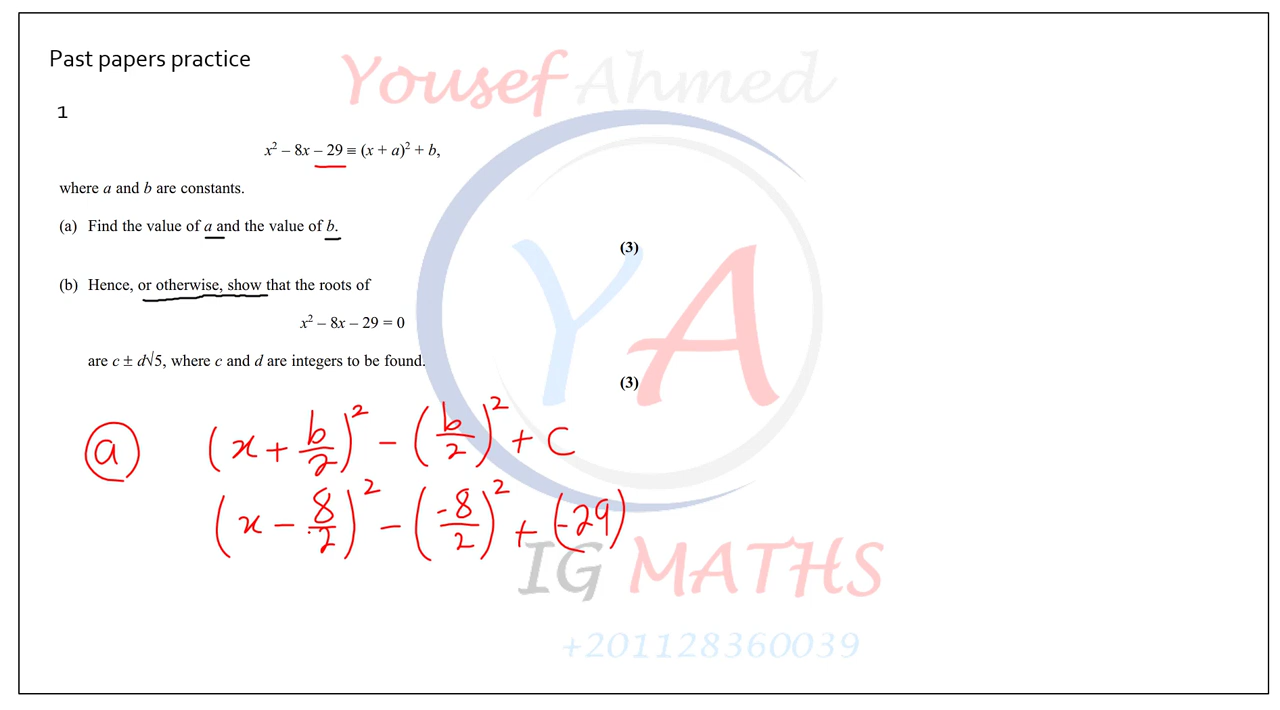 Past papers practice
Yousef Ahmed
1
x² – 8x – 29 ≡ (x + a)² + b,
where a and b are constants.
(a) Find the value of a and the value of b.
(3)
(b) Hence, or otherwise, show that the roots of
x² – 8x – 29 = 0
are c ± d√5, where c and d are integers to be found.
(3)
YA
(a) (x + b/2)² – (b/2)² + C
(x – 8/2)² – (-8/2)² + (-29)
IG MATHS
+201128360039